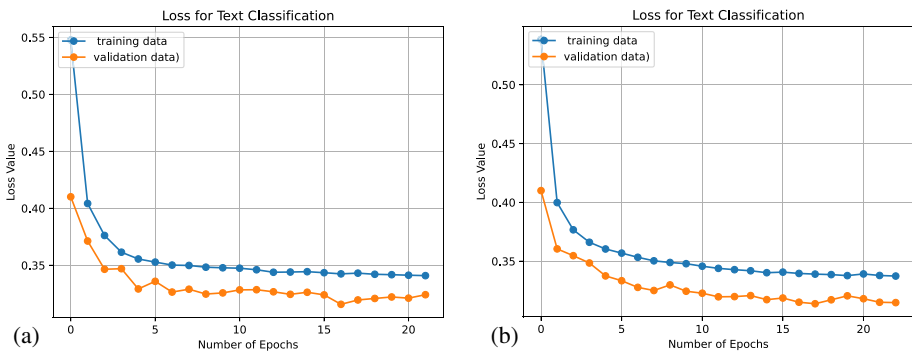 Loss for Text Classification
training data
validation data)
0.55
0.50
0.45
0.40
0.35
Loss Value
0
5
10
15
20
Number of Epochs
(a)
Loss for Text Classification
training data
validation data)
0.50
0.45
0.40
0.35
Loss Value
0
5
10
15
20
Number of Epochs
(b)